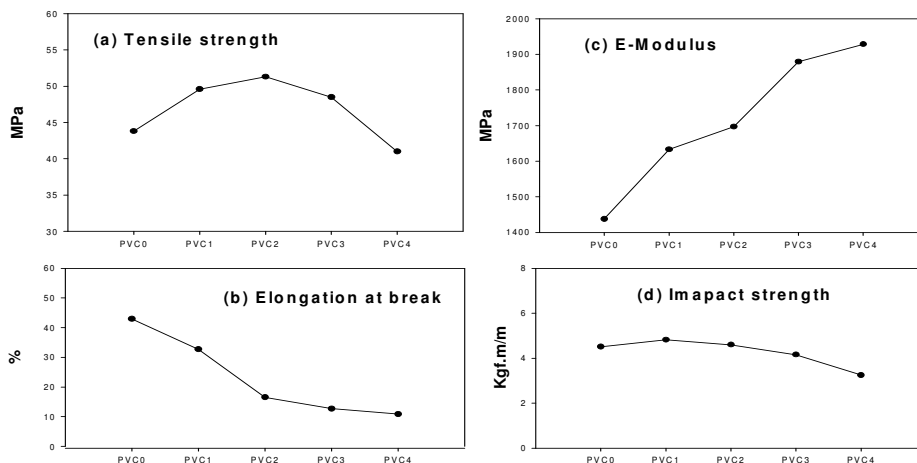 (a) Tensile strength
MPa
60
55
50
45
40
35
30
PVC0 PVC1 PVC2 PVC3 PVC4
(c) E-Modulus
MPa
2000
1900
1800
1700
1600
1500
1400
PVC0 PVC1 PVC2 PVC3 PVC4
(b) Elongation at break
%
60
50
40
30
20
10
0
PVC0 PVC1 PVC2 PVC3 PVC4
(d) Imapact strength
Kgf.m/m
8
6
4
2
0
PVC0 PVC1 PVC2 PVC3 PVC4